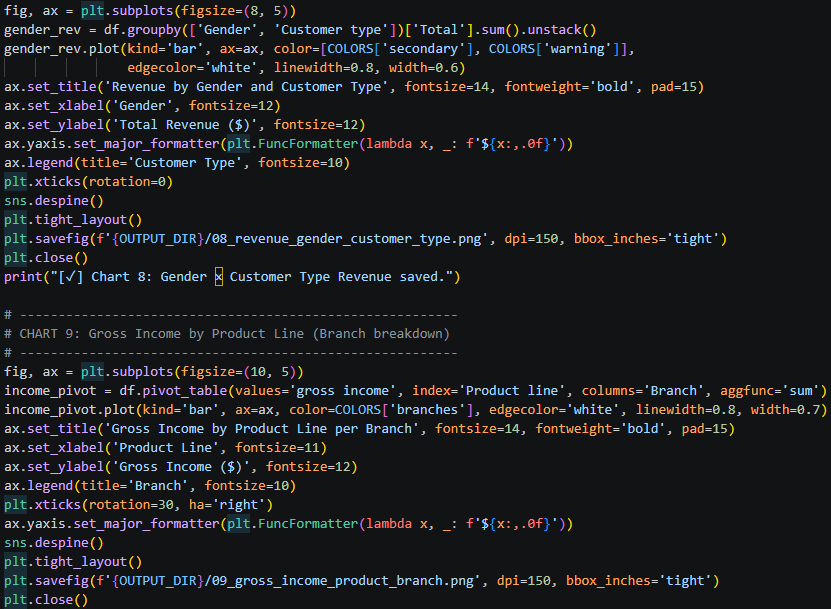 fig, ax = plt.subplots(figsize=(8, 5))
gender_rev = df.groupby(['Gender', 'Customer type'])['Total'].sum().unstack()
gender_rev.plot(kind='bar', ax=ax, color=[COLORS['secondary'], COLORS['warning']],
                edgecolor='white', linewidth=0.8, width=0.6)
ax.set_title('Revenue by Gender and Customer Type', fontsize=14, fontweight='bold', pad=15)
ax.set_xlabel('Gender', fontsize=12)
ax.set_ylabel('Total Revenue ($)', fontsize=12)
ax.yaxis.set_major_formatter(plt.FuncFormatter(lambda x, _: f'${x:,.0f}'))
ax.legend(title='Customer Type', fontsize=10)
plt.xticks(rotation=0)
sns.despine()
plt.tight_layout()
plt.savefig(f'{OUTPUT_DIR}/08_revenue_gender_customer_type.png', dpi=150, bbox_inches='tight')
plt.close()
print("[✓] Chart 8: Gender × Customer Type Revenue saved.")

# ---------------------------------------------------------
# CHART 9: Gross Income by Product Line (Branch breakdown)
# ---------------------------------------------------------
fig, ax = plt.subplots(figsize=(10, 5))
income_pivot = df.pivot_table(values='gross income', index='Product line', columns='Branch', aggfunc='sum')
income_pivot.plot(kind='bar', ax=ax, color=COLORS['branches'], edgecolor='white', linewidth=0.8, width=0.7)
ax.set_title('Gross Income by Product Line per Branch', fontsize=14, fontweight='bold', pad=15)
ax.set_xlabel('Product Line', fontsize=11)
ax.set_ylabel('Gross Income ($)', fontsize=12)
ax.legend(title='Branch', fontsize=10)
plt.xticks(rotation=30, ha='right')
ax.yaxis.set_major_formatter(plt.FuncFormatter(lambda x, _: f'${x:,.0f}'))
sns.despine()
plt.tight_layout()
plt.savefig(f'{OUTPUT_DIR}/09_gross_income_product_branch.png', dpi=150, bbox_inches='tight')
plt.close()